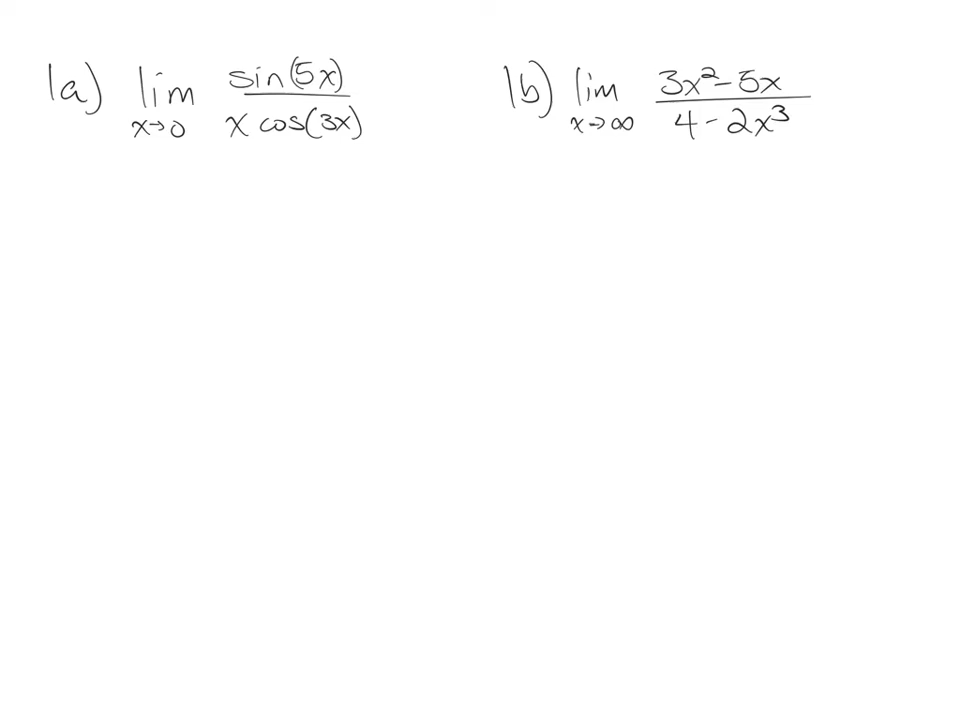 1a) lim x→0 sin(5x) / x cos(3x)
1b) lim x→∞ 3x² - 5x / 4 - 2x³